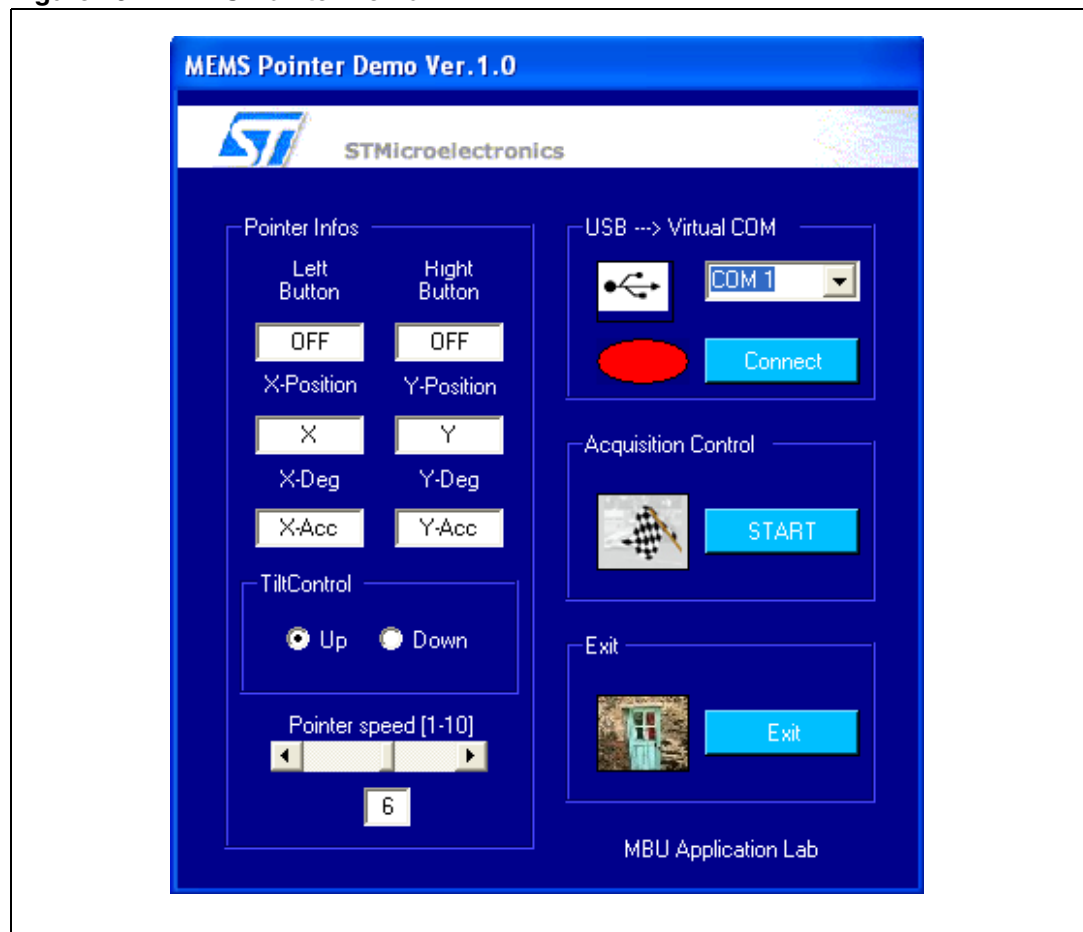 MEMS Pointer Demo Ver.1.0
ST
STMicroelectronics
Pointer Infos
Left Button
Right Button
OFF
OFF
X-Position
Y-Position
X
Y
X-Deg
Y-Deg
X-Acc
Y-Acc
TiltControl
Up
Down
Pointer speed [1-10]
6
USB ---> Virtual COM
COM 1
Connect
Acquisition Control
START
Exit
Exit
MBU Application Lab